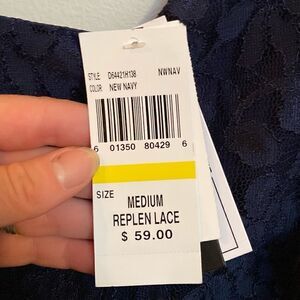 STYLE D64421H138 NWNAV
COLOR NEW NAVY
6 01350 80429 6
SIZE
MEDIUM
REPLEN LACE
$ 59.00